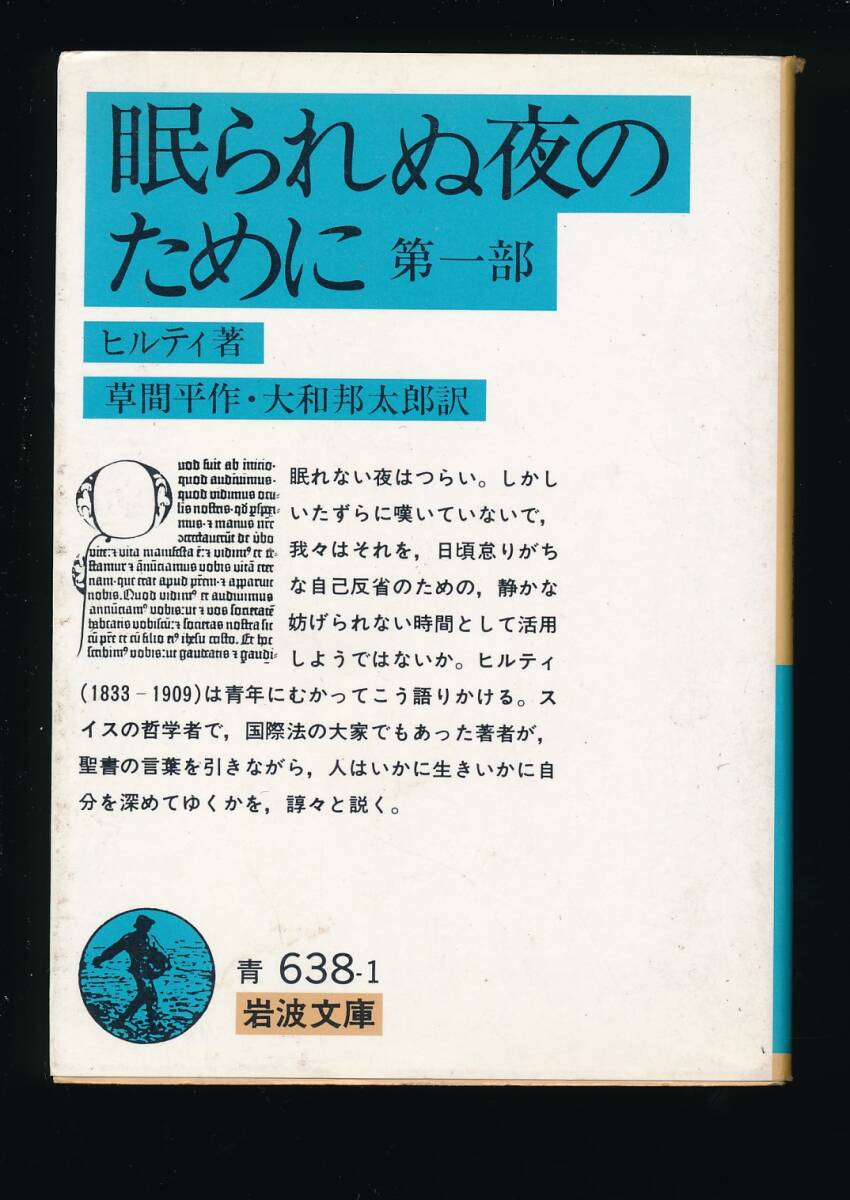 眠られぬ夜の
ために 第一部
ヒルティ著
草間平作・大和邦太郎訳
quod fuit ab inicio·
quod audiuimus·
quod vidimus ocu
眠れない夜はつらい。しかし
いたずらに嘆いていないで，
我々はそれを，日頃怠りがち
な自己反省のための，静かな
妨げられない時間として活用
しようではないか。ヒルティ
(1833－1909)は青年にむかってこう語りかける。ス
イスの哲学者で，国際法の大家でもあった著者が，
聖書の言葉を引きながら，人はいかに生きいかに自
分を深めてゆくかを，諄々と説く。
青 638-1
岩波文庫